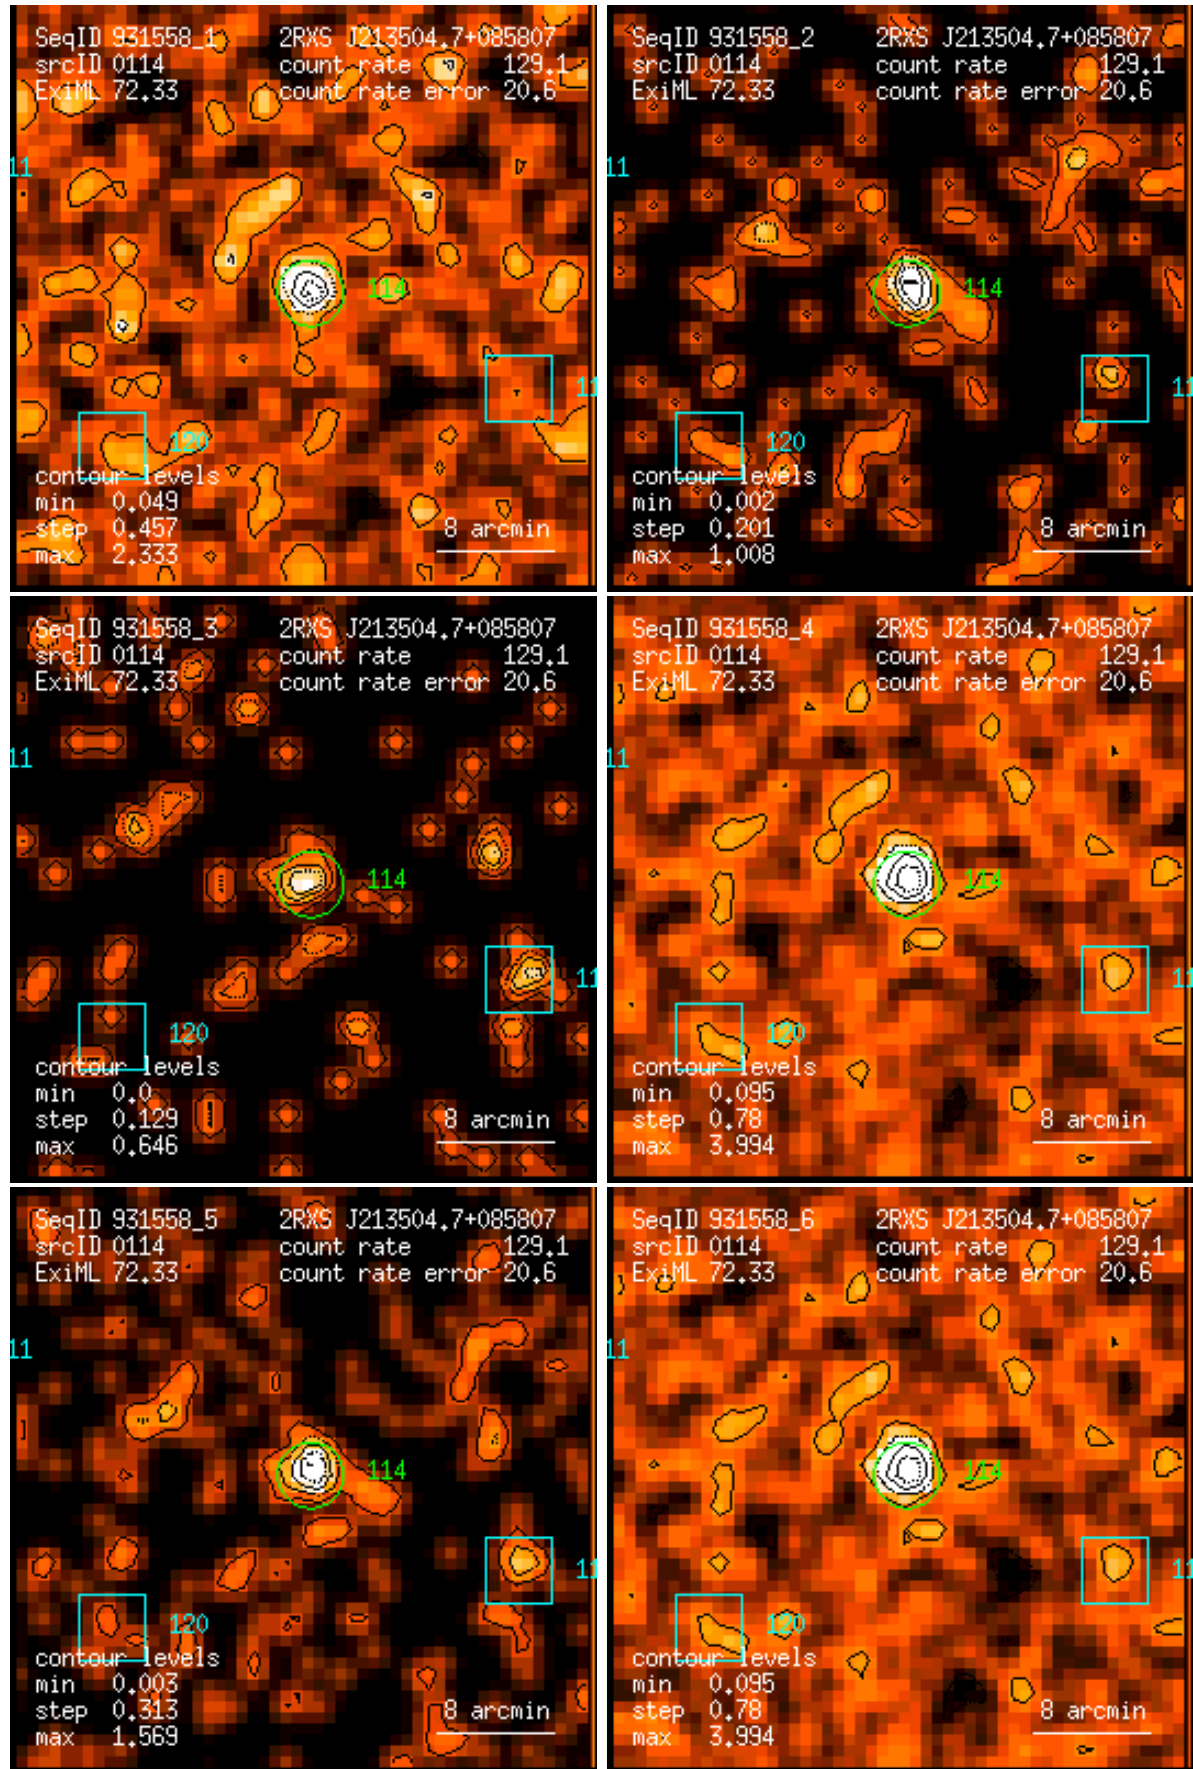 SeqID 931558_1 2RXS J213504.7+085807
srcID 0114 count rate 129.1
ExiML 72.33 count rate error 20.6
11
114
11
120
contour levels
min 0.049
step 0.457 8 arcmin
max 2.333
SeqID 931558_2 2RXS J213504.7+085807
srcID 0114 count rate 129.1
ExiML 72.33 count rate error 20.6
11
114
11
120
contour levels
min 0.002
step 0.201 8 arcmin
max 1.008
SeqID 931558_3 2RXS J213504.7+085807
srcID 0114 count rate 129.1
ExiML 72.33 count rate error 20.6
11
114
11
120
contour levels
min 0.0
step 0.129 8 arcmin
max 0.646
SeqID 931558_4 2RXS J213504.7+085807
srcID 0114 count rate 129.1
ExiML 72.33 count rate error 20.6
11
114
11
120
contour levels
min 0.095
step 0.78 8 arcmin
max 3.994
SeqID 931558_5 2RXS J213504.7+085807
srcID 0114 count rate 129.1
ExiML 72.33 count rate error 20.6
11
114
11
120
contour levels
min 0.003
step 0.313 8 arcmin
max 1.569
SeqID 931558_6 2RXS J213504.7+085807
srcID 0114 count rate 129.1
ExiML 72.33 count rate error 20.6
11
114
11
120
contour levels
min 0.095
step 0.78 8 arcmin
max 3.994